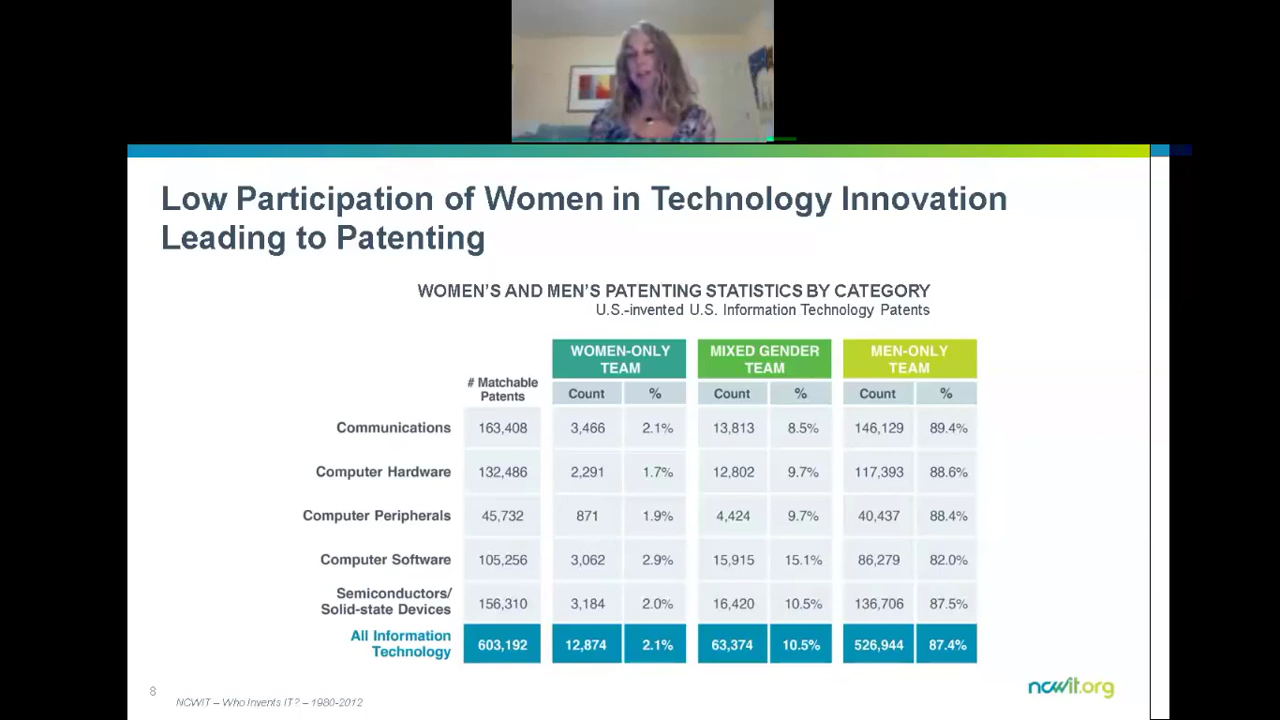 Low Participation of Women in Technology Innovation
Leading to Patenting
WOMEN'S AND MEN'S PATENTING STATISTICS BY CATEGORY
U.S.-invented U.S. Information Technology Patents
WOMEN-ONLY TEAM MIXED GENDER TEAM MEN-ONLY TEAM
# Matchable Patents Count % Count % Count %
Communications 163,408 3,466 2.1% 13,813 8.5% 146,129 89.4%
Computer Hardware 132,486 2,291 1.7% 12,802 9.7% 117,393 88.6%
Computer Peripherals 45,732 871 1.9% 4,424 9.7% 40,437 88.4%
Computer Software 105,256 3,062 2.9% 15,915 15.1% 86,279 82.0%
Semiconductors/
Solid-state Devices 156,310 3,184 2.0% 16,420 10.5% 136,706 87.5%
All Information
Technology 603,192 12,874 2.1% 63,374 10.5% 526,944 87.4%
8
NCWIT – Who Invents IT? – 1980-2012
ncwit.org